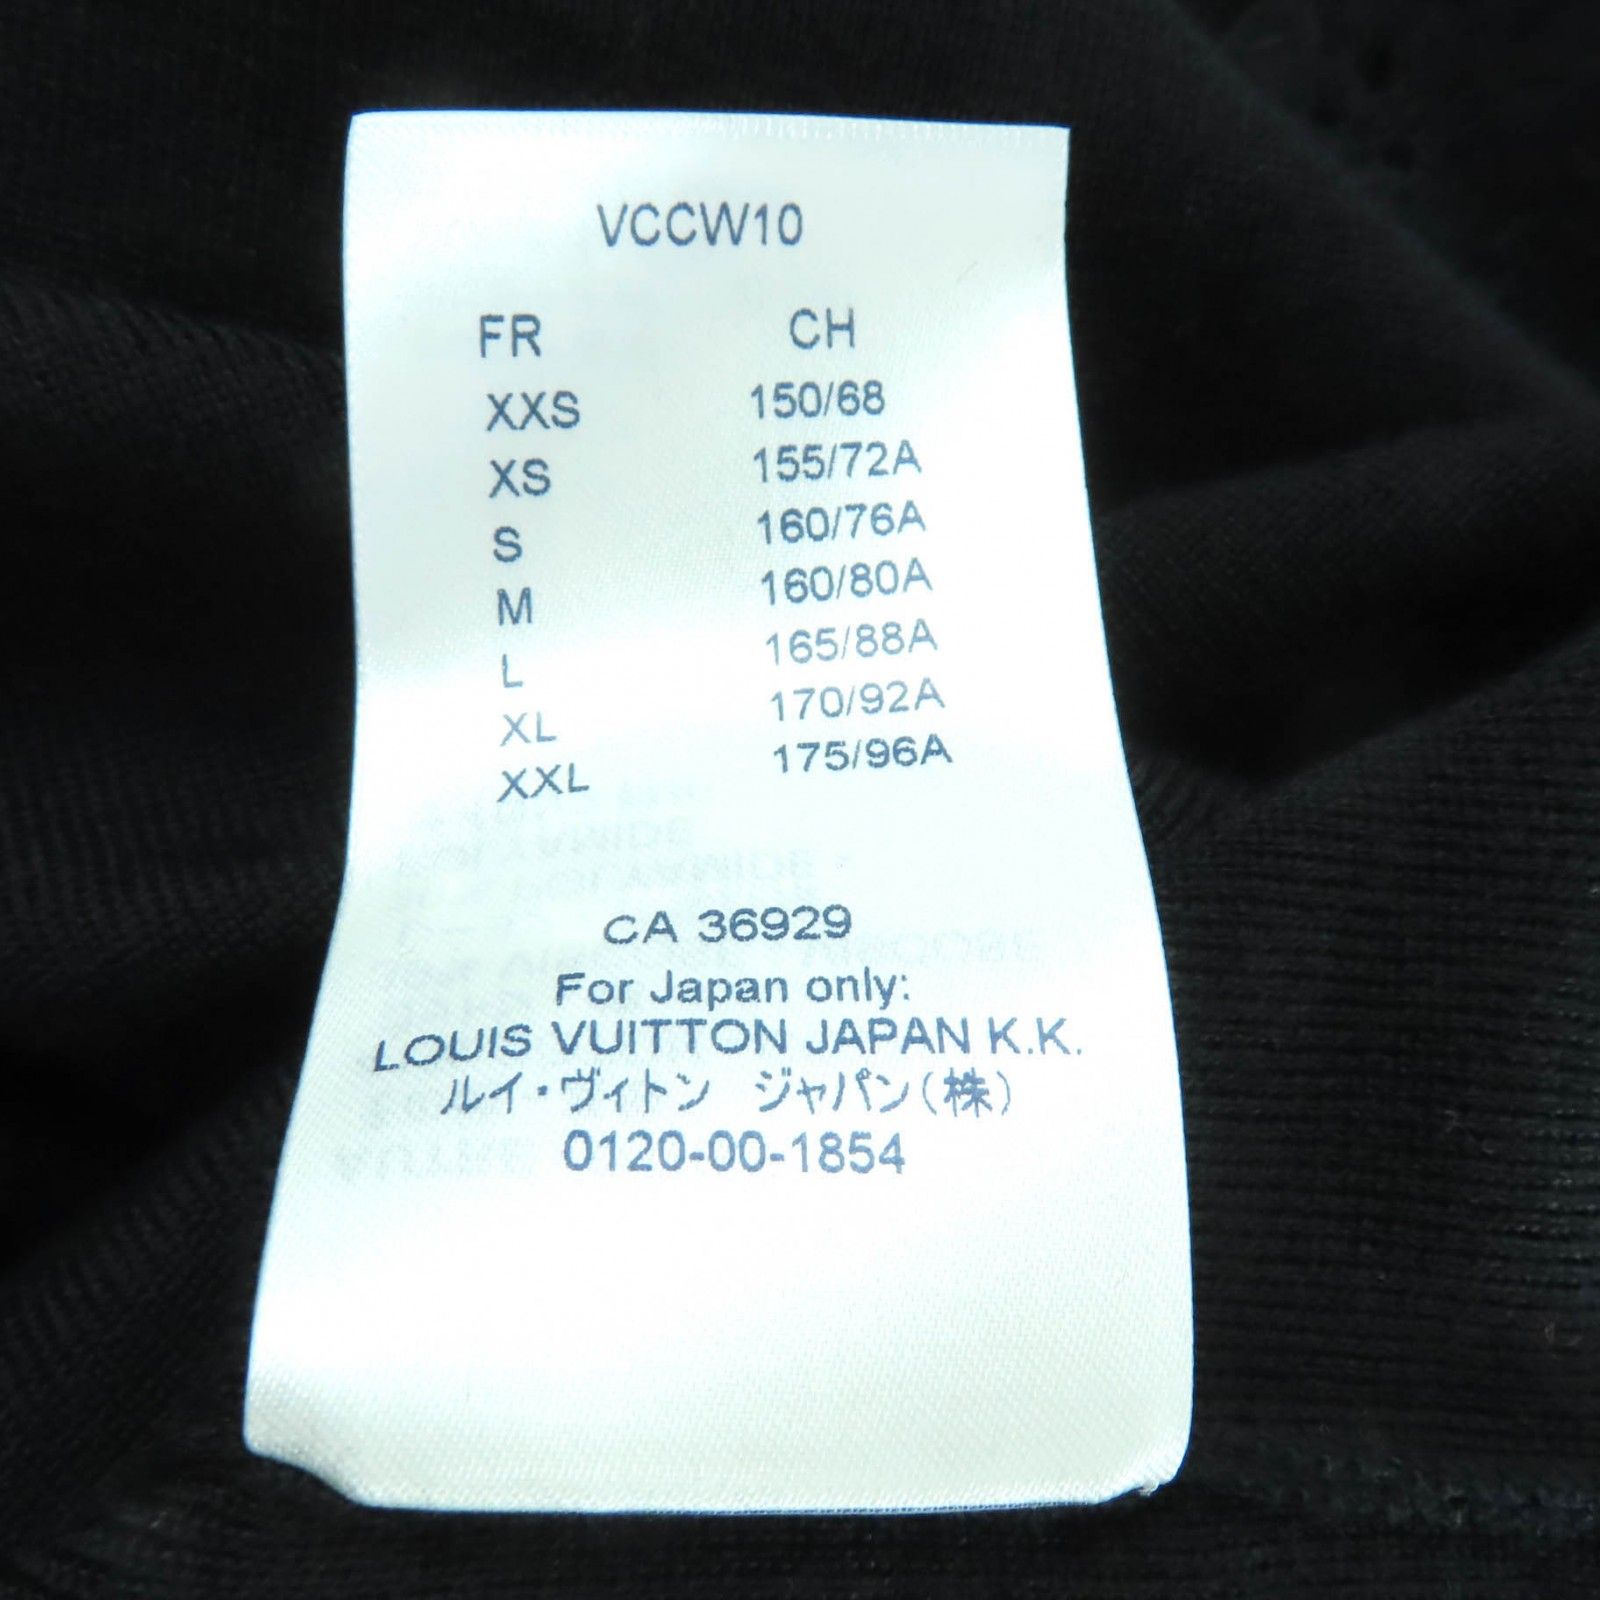 VCCW10
FR CH
XXS 150/68
XS 155/72A
S 160/76A
M 160/80A
L 165/88A
XL 170/92A
XXL 175/96A
CA 36929
For Japan only:
LOUIS VUITTON JAPAN K.K.
ルイ・ヴィトン ジャパン(株)
0120-00-1854